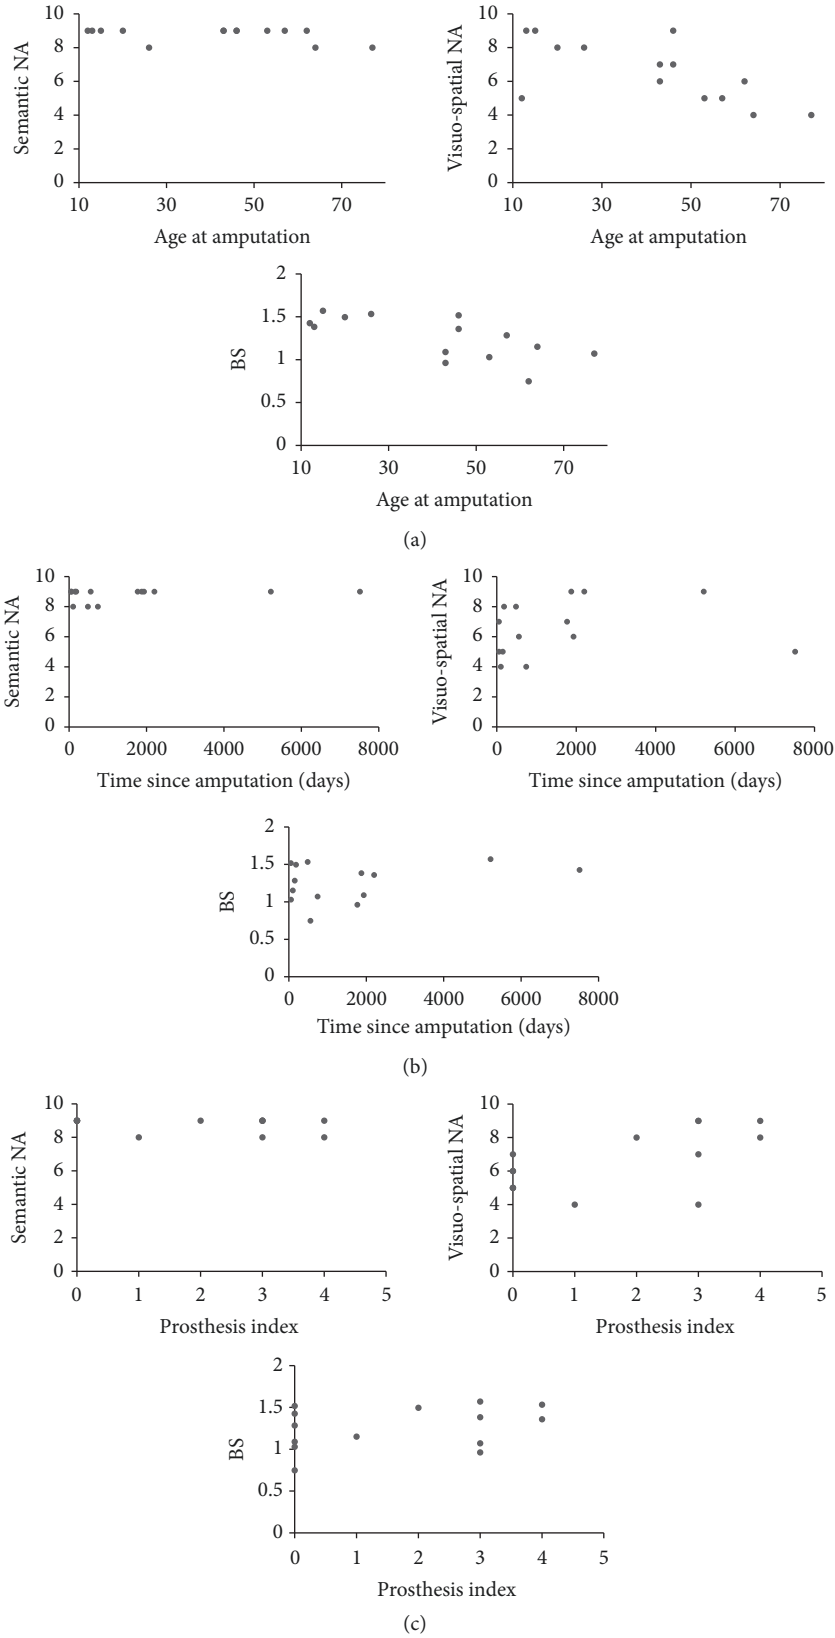 10
8
6
4
2
0
Semantic NA
10 30 50 70
Age at amputation
10
8
6
4
2
0
Visuo-spatial NA
10 30 50 70
Age at amputation
2
1.5
1
0.5
0
BS
10 30 50 70
Age at amputation
(a)
10
8
6
4
2
0
Semantic NA
0 2000 4000 6000 8000
Time since amputation (days)
10
8
6
4
2
0
Visuo-spatial NA
0 2000 4000 6000 8000
Time since amputation (days)
2
1.5
1
0.5
0
BS
0 2000 4000 6000 8000
Time since amputation (days)
(b)
10
8
6
4
2
0
Semantic NA
0 1 2 3 4 5
Prosthesis index
10
8
6
4
2
0
Visuo-spatial NA
0 1 2 3 4 5
Prosthesis index
2
1.5
1
0.5
0
BS
0 1 2 3 4 5
Prosthesis index
(c)